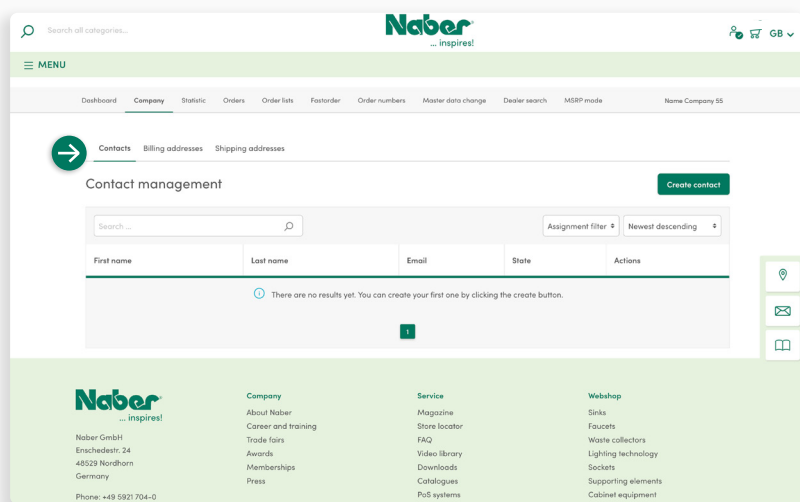 Search all categories...
Naber
... inspires!
GB
MENU
Dashboard Company Statistic Orders Order lists Fastorder Order numbers Master data change Dealer search MSRP mode Name Company 55
Contacts Billing addresses Shipping addresses
Contact management
Create contact
Search ...
Assignment filter
Newest descending
First name Last name Email State Actions
There are no results yet. You can create your first one by clicking the create button.
1
Naber
... inspires!
Naber GmbH
Enschedestr. 24
48529 Nordhorn
Germany
Phone: +49 5921 704-0
Company
About Naber
Career and training
Trade fairs
Awards
Memberships
Press
Service
Magazine
Store locator
FAQ
Video library
Downloads
Catalogues
PoS systems
Webshop
Sinks
Faucets
Waste collectors
Lighting technology
Sockets
Supporting elements
Cabinet equipment